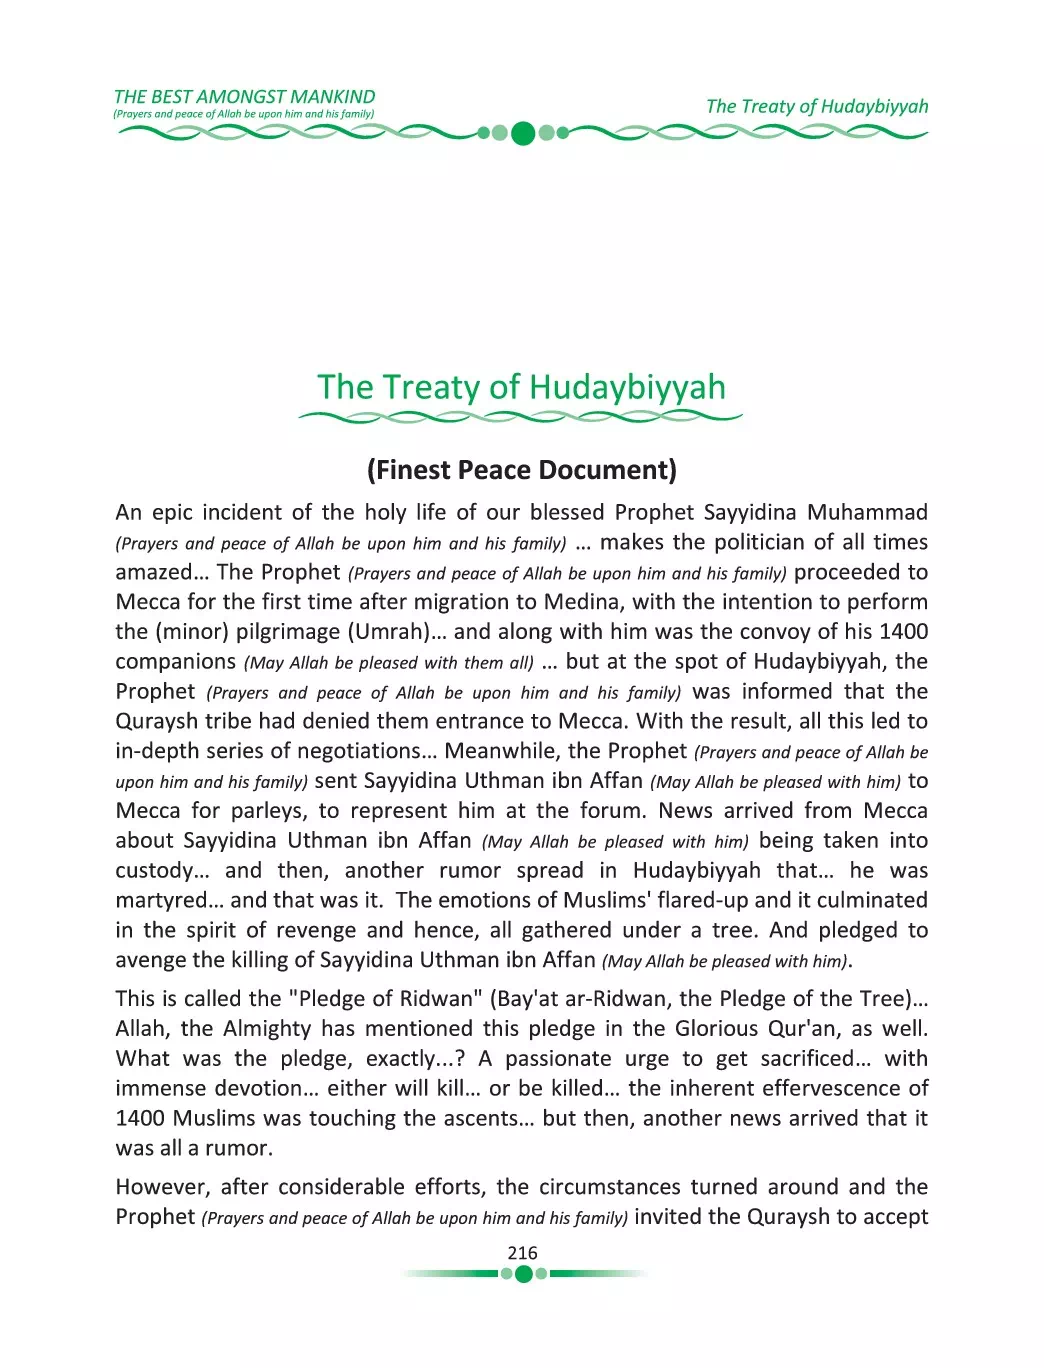 THE BEST AMONGST MANKIND
(Prayers and peace of Allah be upon him and his family)
The Treaty of Hudaybiyyah
The Treaty of Hudaybiyyah
(Finest Peace Document)
An epic incident of the holy life of our blessed Prophet Sayyidina Muhammad
(Prayers and peace of Allah be upon him and his family) … makes the politician of all times
amazed… The Prophet (Prayers and peace of Allah be upon him and his family) proceeded to
Mecca for the first time after migration to Medina, with the intention to perform
the (minor) pilgrimage (Umrah)… and along with him was the convoy of his 1400
companions (May Allah be pleased with them all) … but at the spot of Hudaybiyyah, the
Prophet (Prayers and peace of Allah be upon him and his family) was informed that the
Quraysh tribe had denied them entrance to Mecca. With the result, all this led to
in-depth series of negotiations… Meanwhile, the Prophet (Prayers and peace of Allah be
upon him and his family) sent Sayyidina Uthman ibn Affan (May Allah be pleased with him) to
Mecca for parleys, to represent him at the forum. News arrived from Mecca
about Sayyidina Uthman ibn Affan (May Allah be pleased with him) being taken into
custody… and then, another rumor spread in Hudaybiyyah that… he was
martyred… and that was it.  The emotions of Muslims' flared-up and it culminated
in the spirit of revenge and hence, all gathered under a tree. And pledged to
avenge the killing of Sayyidina Uthman ibn Affan (May Allah be pleased with him).
This is called the "Pledge of Ridwan" (Bay'at ar-Ridwan, the Pledge of the Tree)…
Allah, the Almighty has mentioned this pledge in the Glorious Qur'an, as well.
What was the pledge, exactly...? A passionate urge to get sacrificed… with
immense devotion… either will kill… or be killed… the inherent effervescence of
1400 Muslims was touching the ascents… but then, another news arrived that it
was all a rumor.
However, after considerable efforts, the circumstances turned around and the
Prophet (Prayers and peace of Allah be upon him and his family) invited the Quraysh to accept
216